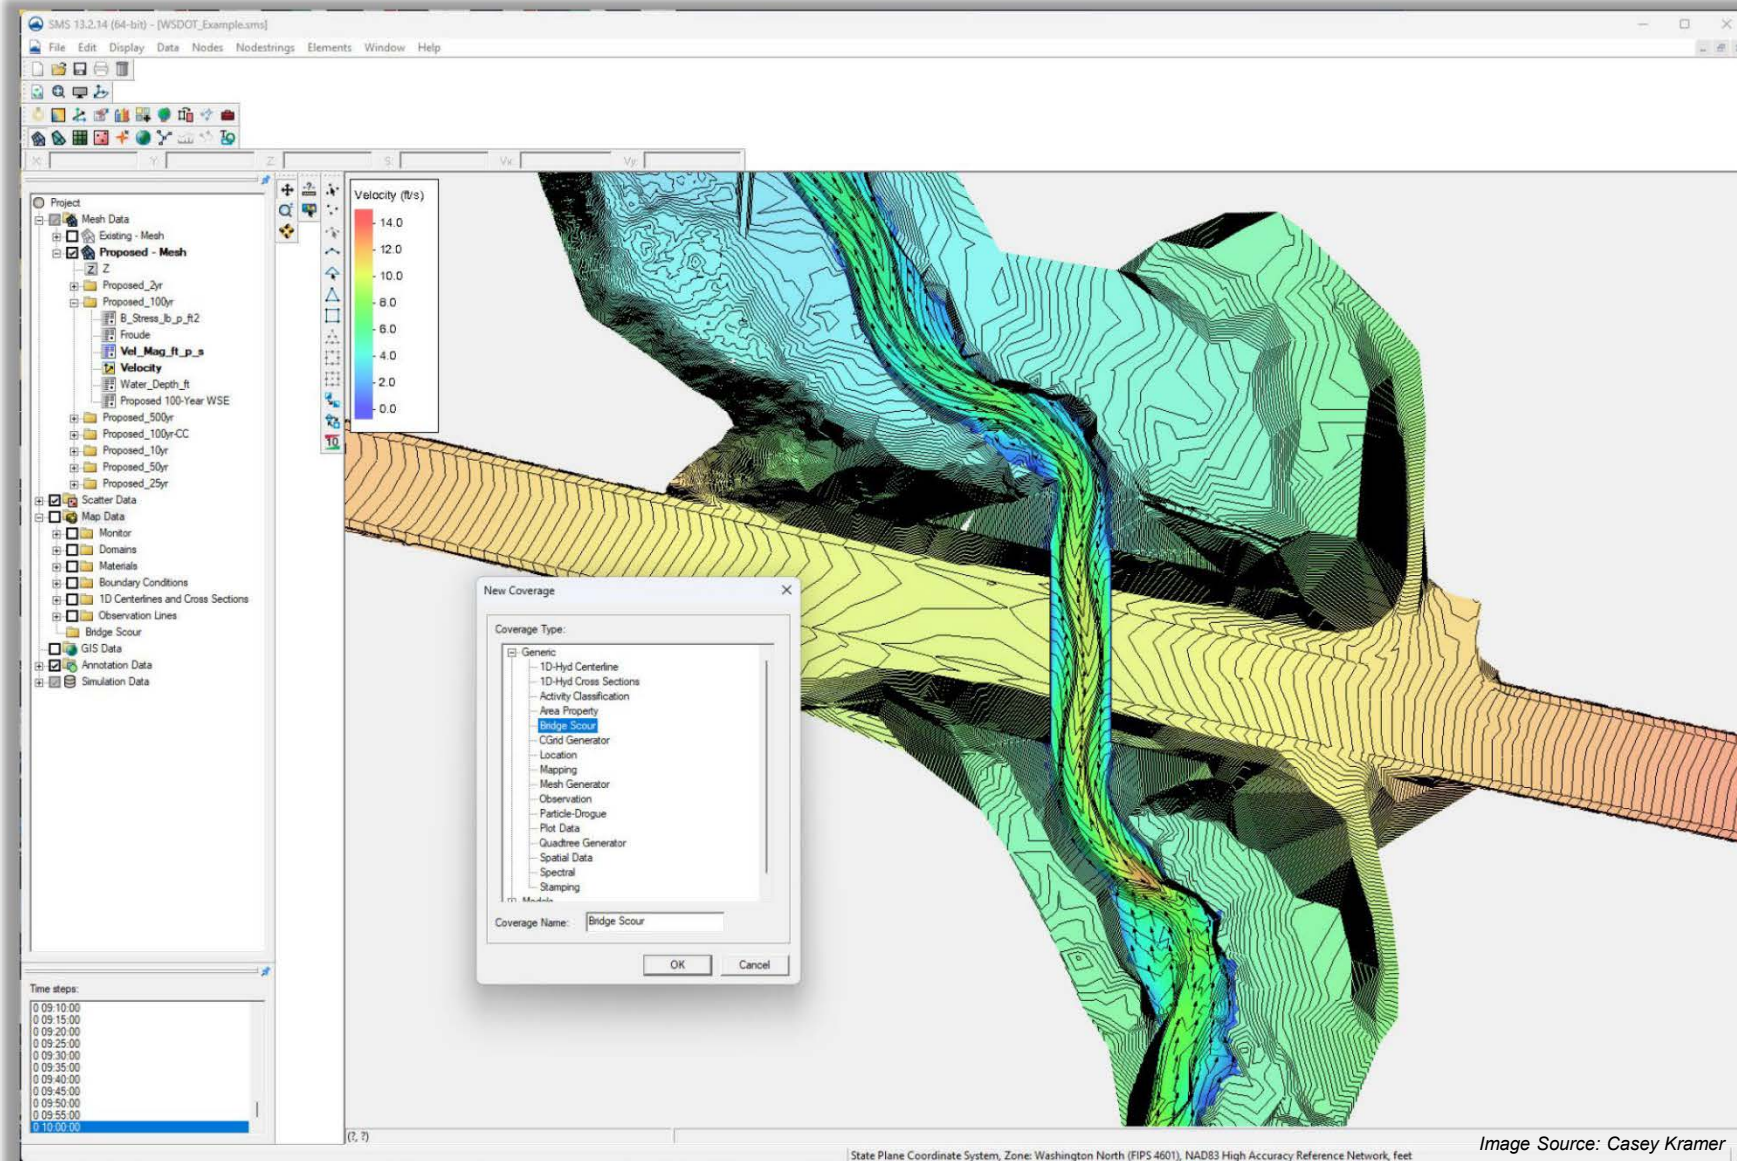 SMS 13.2.14 (64-bit) - [WSDOT_Example.sms]
File Edit Display Data Nodes Nodestrings Elements Window Help
X: Y: Z: S: Vx: Vy:
Project
Mesh Data
Existing - Mesh
Proposed - Mesh
Z Z
Proposed_2yr
Proposed_100yr
B_Stress_lb_p_ft2
Froude
Vel_Mag_ft_p_s
Velocity
Water_Depth_ft
Proposed 100-Year WSE
Proposed_500yr
Proposed_100yr-CC
Proposed_10yr
Proposed_50yr
Proposed_25yr
Scatter Data
Map Data
Monitor
Domains
Materials
Boundary Conditions
1D Centerlines and Cross Sections
Observation Lines
Bridge Scour
GIS Data
Annotation Data
Simulation Data
10
Velocity (ft/s)
14.0
12.0
10.0
8.0
6.0
4.0
2.0
0.0
New Coverage
Coverage Type:
Generic
1D-Hyd Centerline
1D-Hyd Cross Sections
Activity Classification
Area Property
Bridge Scour
CGrid Generator
Location
Mapping
Mesh Generator
Observation
Particle-Drogue
Plot Data
Quadtree Generator
Spatial Data
Spectral
Stamping
Models
Coverage Name: Bridge Scour
OK Cancel
Time steps:
0 09:10:00
0 09:15:00
0 09:20:00
0 09:25:00
0 09:30:00
0 09:35:00
0 09:40:00
0 09:45:00
0 09:50:00
0 09:55:00
0 10:00:00
(?, ?)
Image Source: Casey Kramer
State Plane Coordinate System, Zone: Washington North (FIPS 4601), NAD83 High Accuracy Reference Network, feet